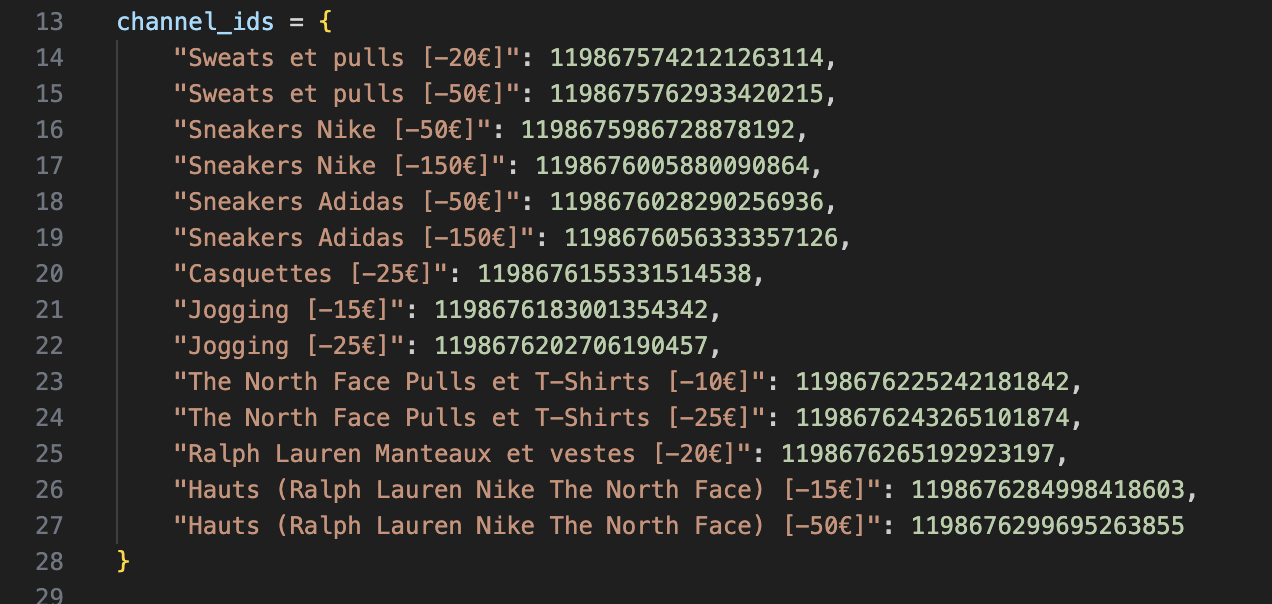 13 channel_ids = {
14 "Sweats et pulls [-20€]": 1198675742121263114,
15 "Sweats et pulls [-50€]": 1198675762933420215,
16 "Sneakers Nike [-50€]": 1198675986728878192,
17 "Sneakers Nike [-150€]": 1198676005880090864,
18 "Sneakers Adidas [-50€]": 1198676028290256936,
19 "Sneakers Adidas [-150€]": 1198676056333357126,
20 "Casquettes [-25€]": 1198676155331514538,
21 "Jogging [-15€]": 1198676183001354342,
22 "Jogging [-25€]": 1198676202706190457,
23 "The North Face Pulls et T-Shirts [-10€]": 1198676225242181842,
24 "The North Face Pulls et T-Shirts [-25€]": 1198676243265101874,
25 "Ralph Lauren Manteaux et vestes [-20€]": 1198676265192923197,
26 "Hauts (Ralph Lauren Nike The North Face) [-15€]": 1198676284998418603,
27 "Hauts (Ralph Lauren Nike The North Face) [-50€]": 1198676299695263855
28 }
29